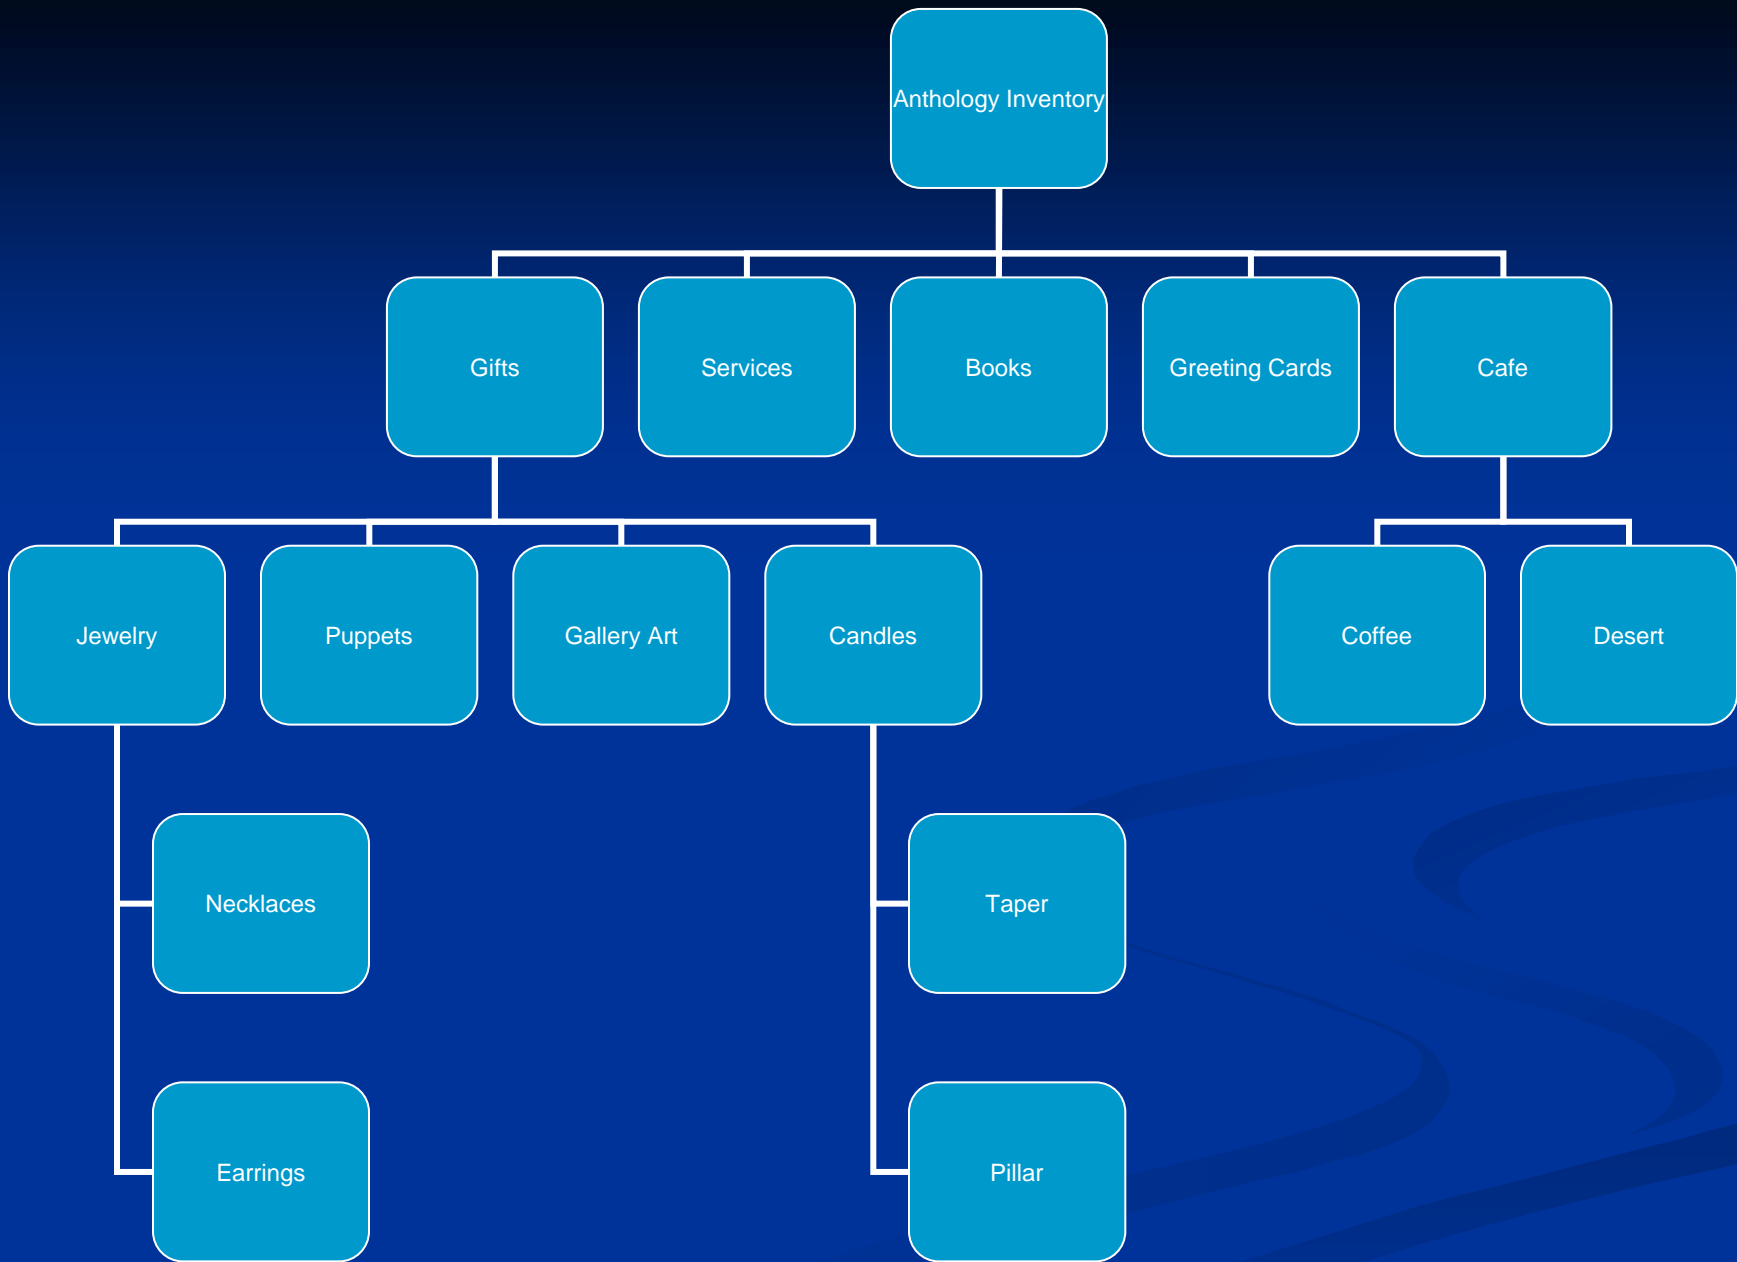 Anthology Inventory
Gifts
Services
Books
Greeting Cards
Cafe
Jewelry
Puppets
Gallery Art
Candles
Coffee
Desert
Necklaces
Taper
Earrings
Pillar